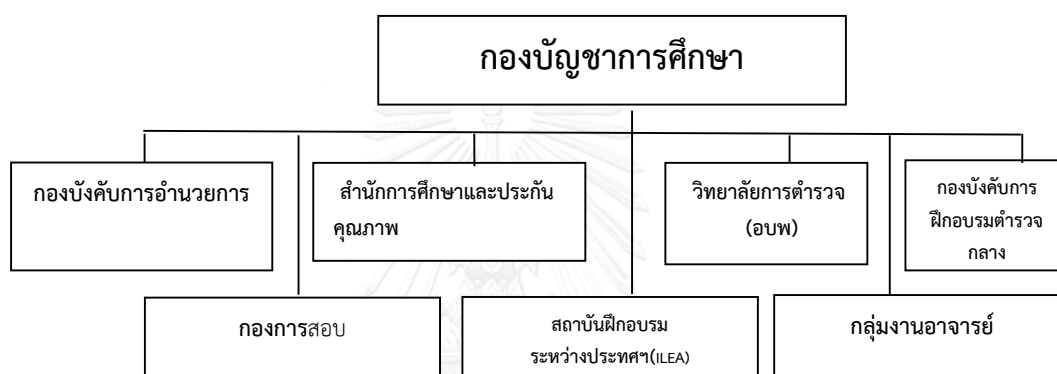 กองบัญชาการศึกษา
กองบังคับการอำนวยการ
สำนักการศึกษาและประกัน
คุณภาพ
วิทยาลัยการตำรวจ
(อบพ)
กองบังคับการ
ฝึกอบรมตำรวจ
กลาง
กองการสอบ
สถาบันฝึกอบรม
ระหว่างประเทศฯ(ILEA)
กลุ่มงานอาจารย์